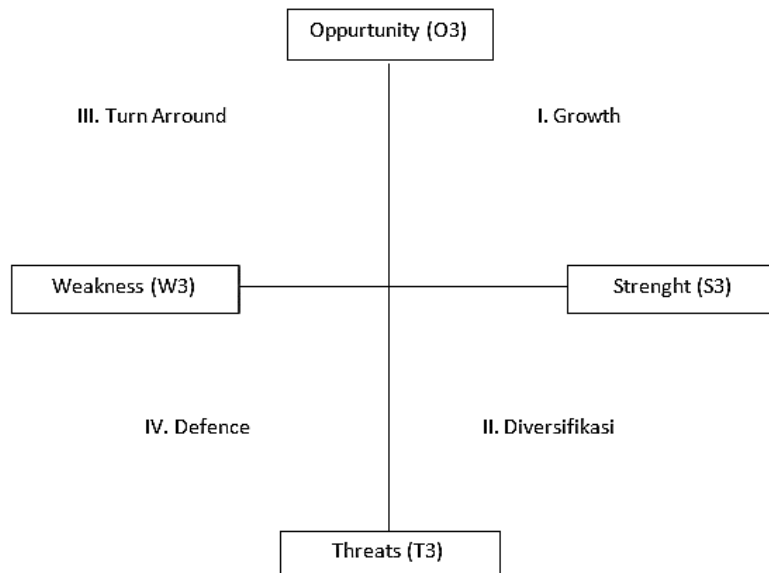 Oppurtunity (O3)
III. Turn Arround
I. Growth
Weakness (W3)
Strenght (S3)
IV. Defence
II. Diversifikasi
Threats (T3)